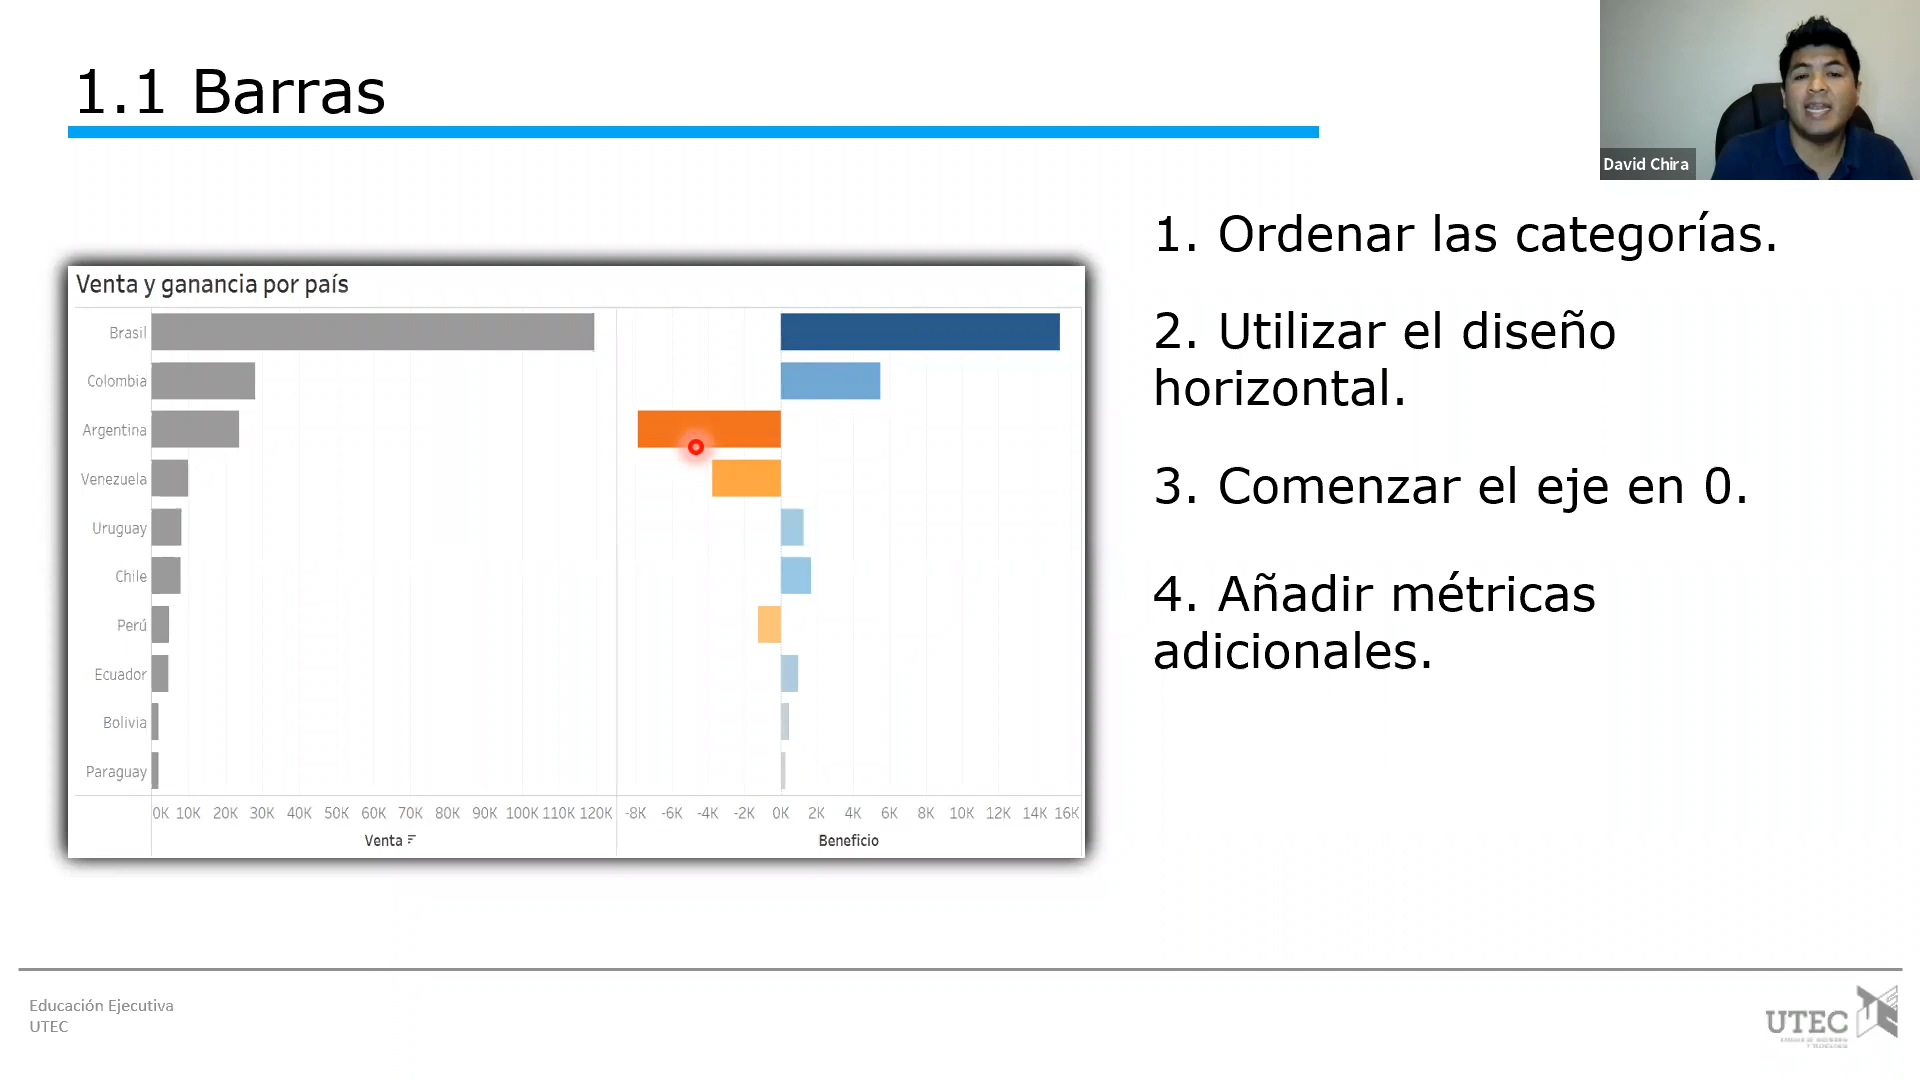 1.1 Barras
David Chira
1. Ordenar las categorías.
2. Utilizar el diseño
horizontal.
3. Comenzar el eje en 0.
4. Añadir métricas
adicionales.
Venta y ganancia por país
Brasil
Colombia
Argentina
Venezuela
Uruguay
Chile
Perú
Ecuador
Bolivia
Paraguay
0K 10K 20K 30K 40K 50K 60K 70K 80K 90K 100K 110K 120K -8K -6K -4K -2K 0K 2K 4K 6K 8K 10K 12K 14K 16K
Venta Beneficio
Educación Ejecutiva
UTEC
UTEC